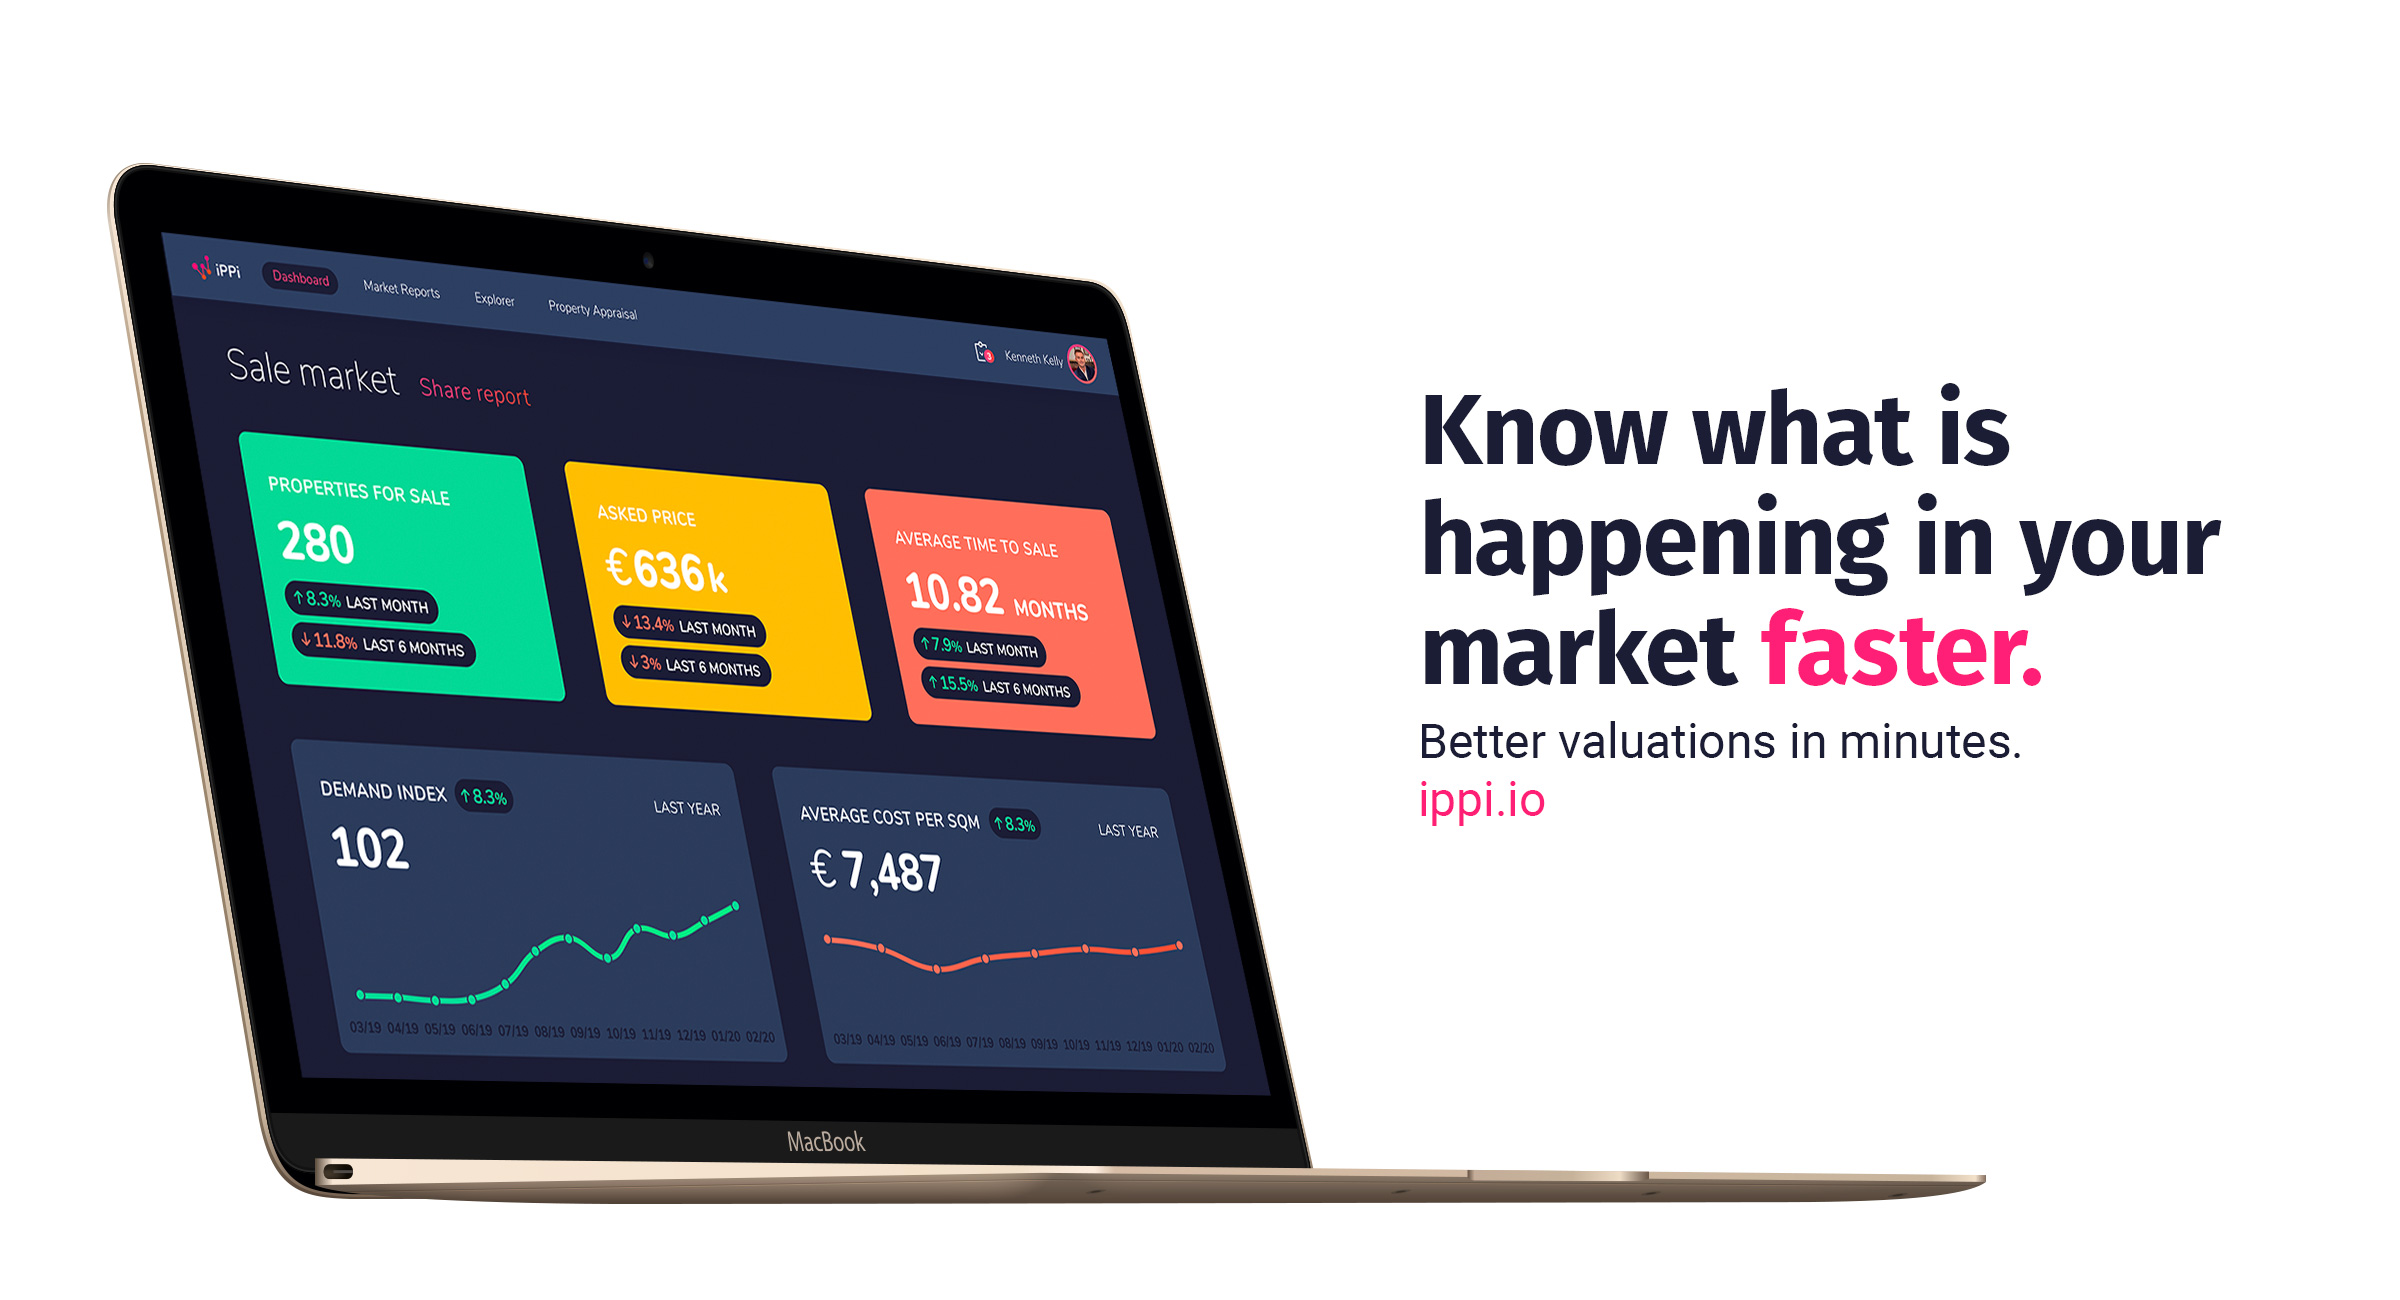 iPPi Dashboard Market Reports Explorer Property Appraisal
3 Kenneth Kelly
Sale market Share report
PROPERTIES FOR SALE
280
↑8.3% LAST MONTH
↓11.8% LAST 6 MONTHS
ASKED PRICE
€636k
↓13.4% LAST MONTH
↓3% LAST 6 MONTHS
AVERAGE TIME TO SALE
10.82 MONTHS
↑7.9% LAST MONTH
↑15.5% LAST 6 MONTHS
DEMAND INDEX ↑8.3% LAST YEAR
102
03/19 04/19 05/19 06/19 07/19 08/19 09/19 10/19 11/19 12/19 01/20 02/20
AVERAGE COST PER SQM ↑8.3% LAST YEAR
€7,487
03/19 04/19 05/19 06/19 07/19 08/19 09/19 10/19 11/19 12/19 01/20 02/20
MacBook
Know what is
happening in your
market faster.
Better valuations in minutes.
ippi.io